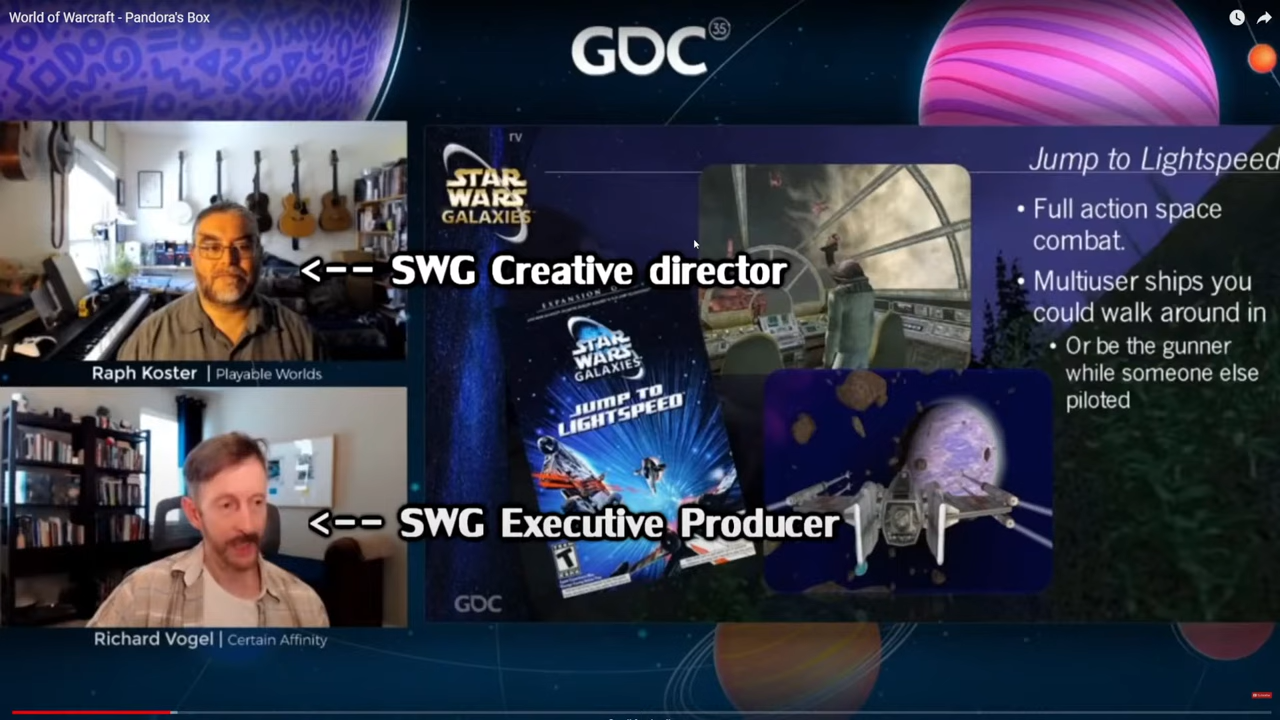 World of Warcraft - Pandora's Box
GDC 35
rv
STAR
WARS
GALAXIES
Jump to Lightspeed
• Full action space
combat.
• Multiuser ships you
could walk around in
• Or be the gunner
while someone else
piloted
<-- SWG Creative director
STAR
WARS
GALAXIES
JUMP TO
LIGHTSPEED
T
Raph Koster | Playable Worlds
<-- SWG Executive Producer
GDC
Richard Vogel | Certain Affinity